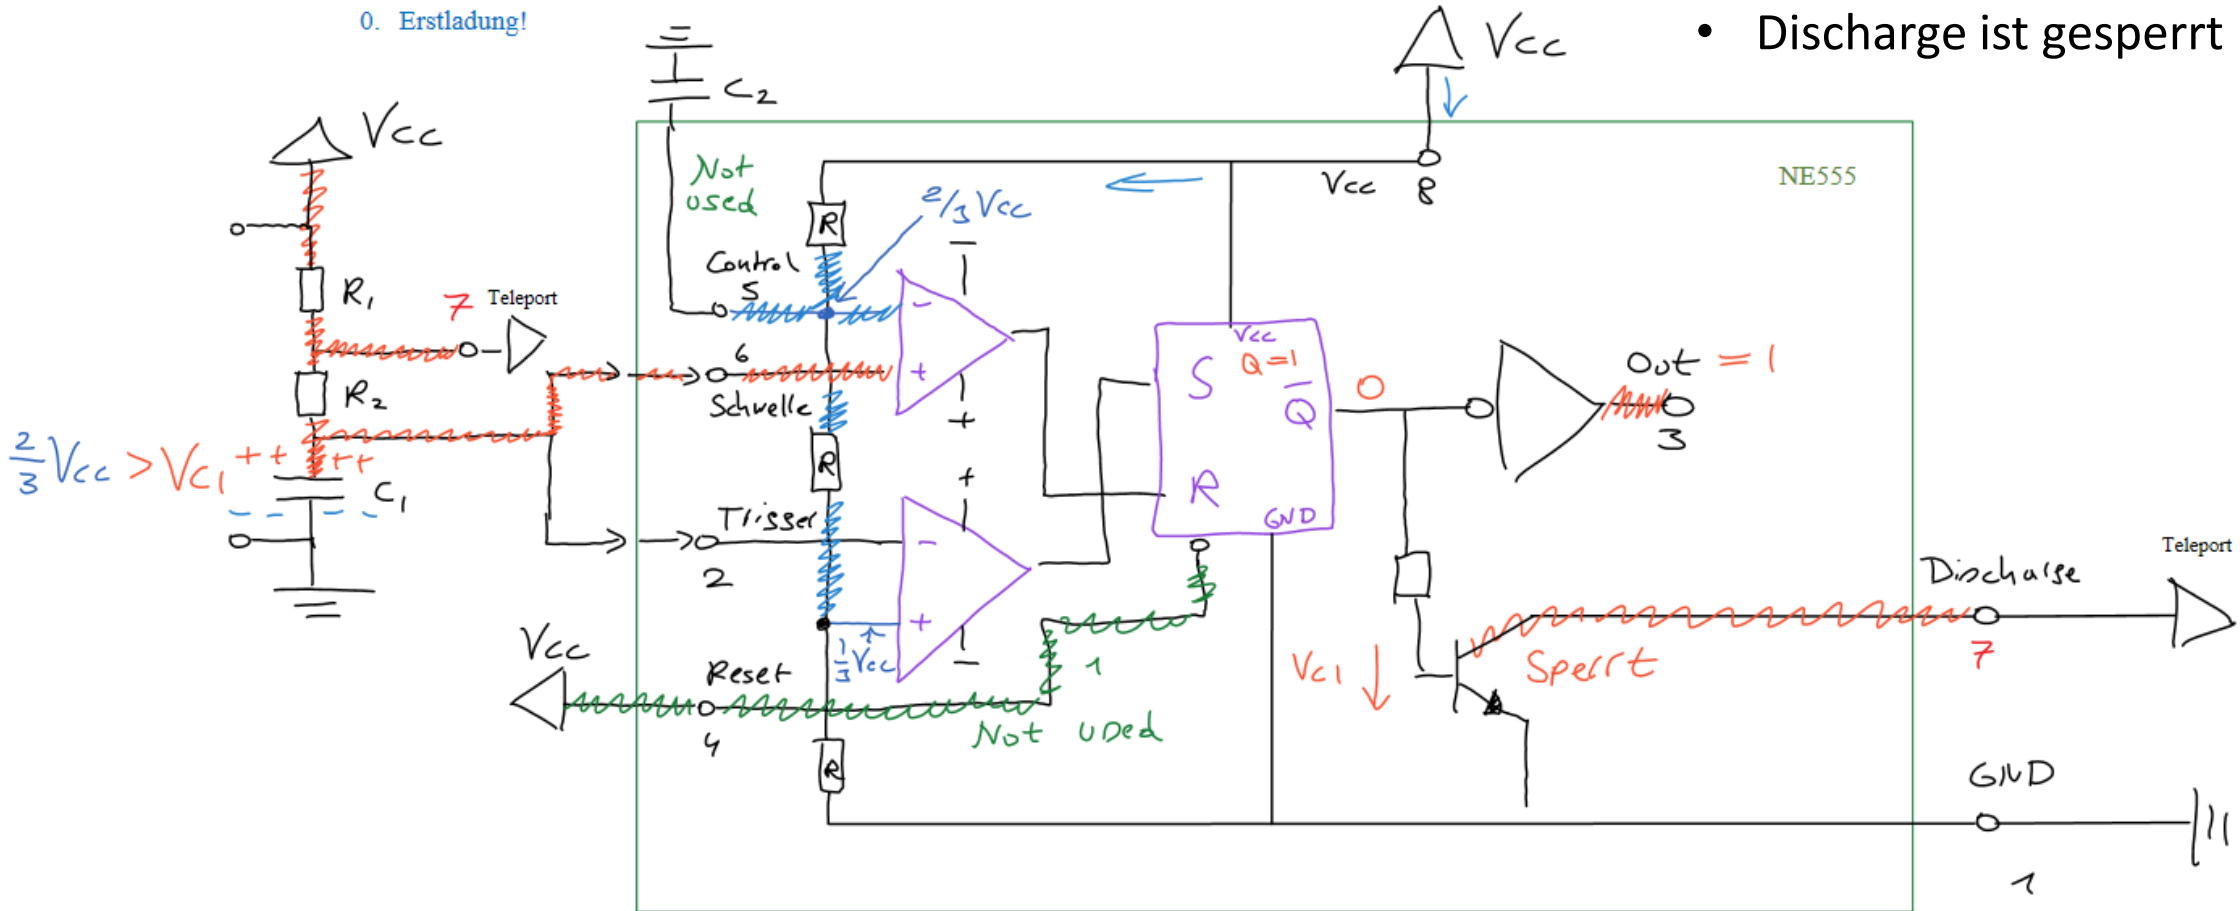 0. Erstladung!
• Discharge ist gesperrt
Vcc
C2
Vcc
NE555
Not
used
2/3 Vcc
Vcc
8
R
Control
5
R1
7
Teleport
-
6
+
Schwelle
+
Vcc
S
Q=1
Q̅
0
Out = 1
3
R2
2/3 Vcc > Vc1
++ ++
C1
- - - -
R
+
R
GND
Trigger
2
-
+
1/3 Vcc
-
Teleport
Discharge
7
Vcc
Reset
4
1
Not used
Vc1
Sperrt
R
GND
1